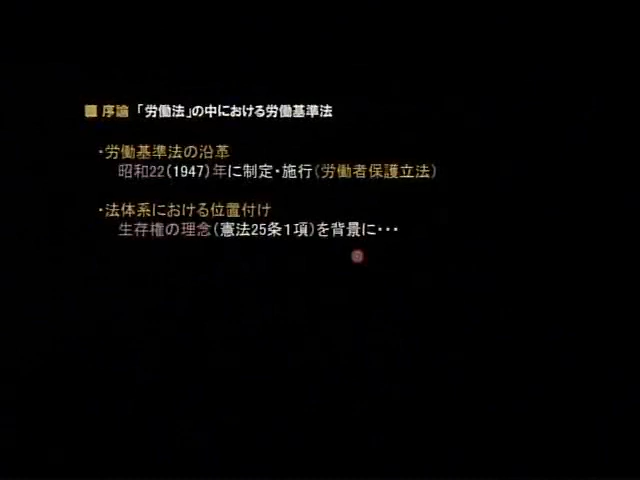 ■ 序論 「労働法」の中における労働基準法
・労働基準法の沿革
昭和22(1947)年に制定・施行(労働者保護立法)
・法体系における位置付け
生存権の理念(憲法25条1項)を背景に・・・